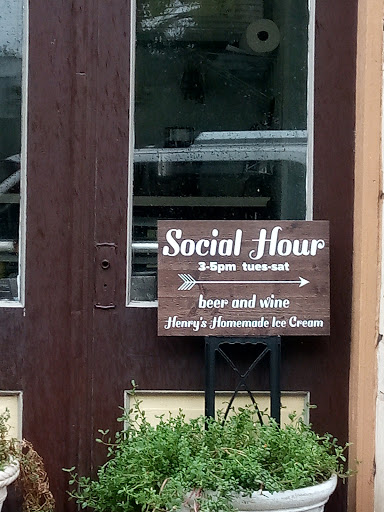 Social Hour
3-5pm tues-sat
beer and wine
Henry's Homemade Ice Cream